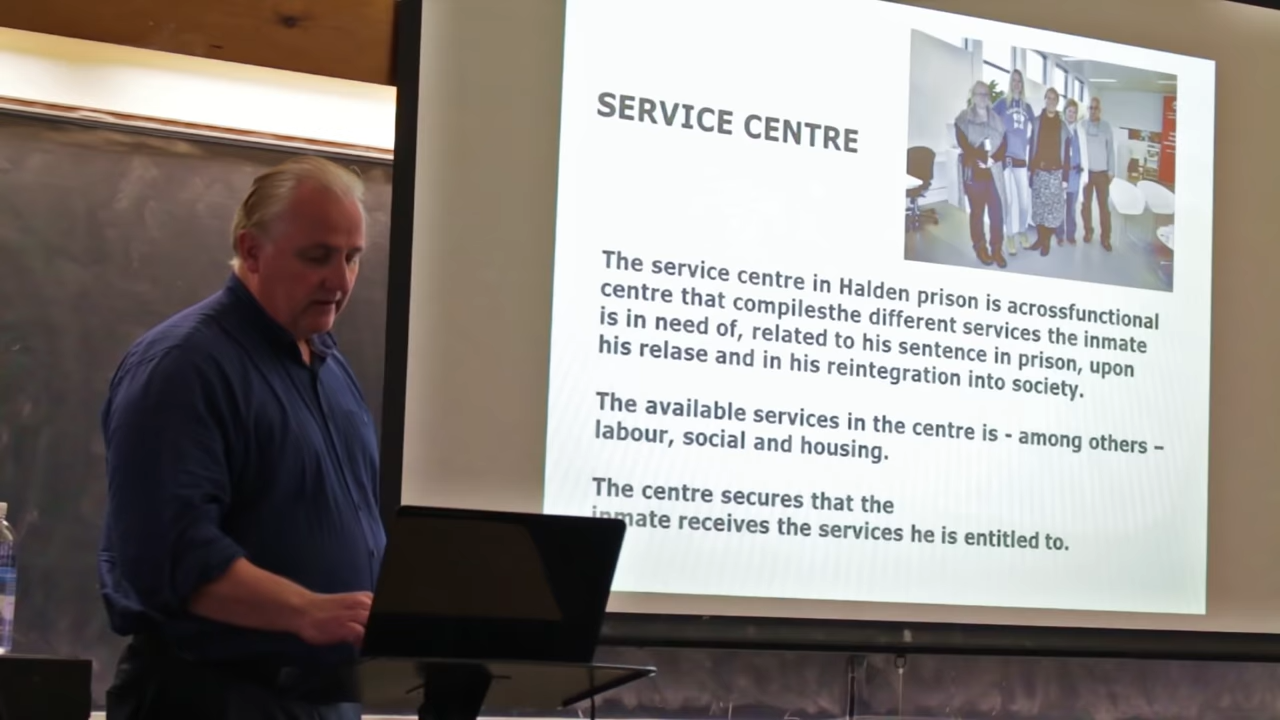 SERVICE CENTRE
The service centre in Halden prison is acrossfunctional
centre that compilesthe different services the inmate
is in need of, related to his sentence in prison, upon
his relase and in his reintegration into society.
The available services in the centre is - among others –
labour, social and housing.
The centre secures that the
inmate receives the services he is entitled to.